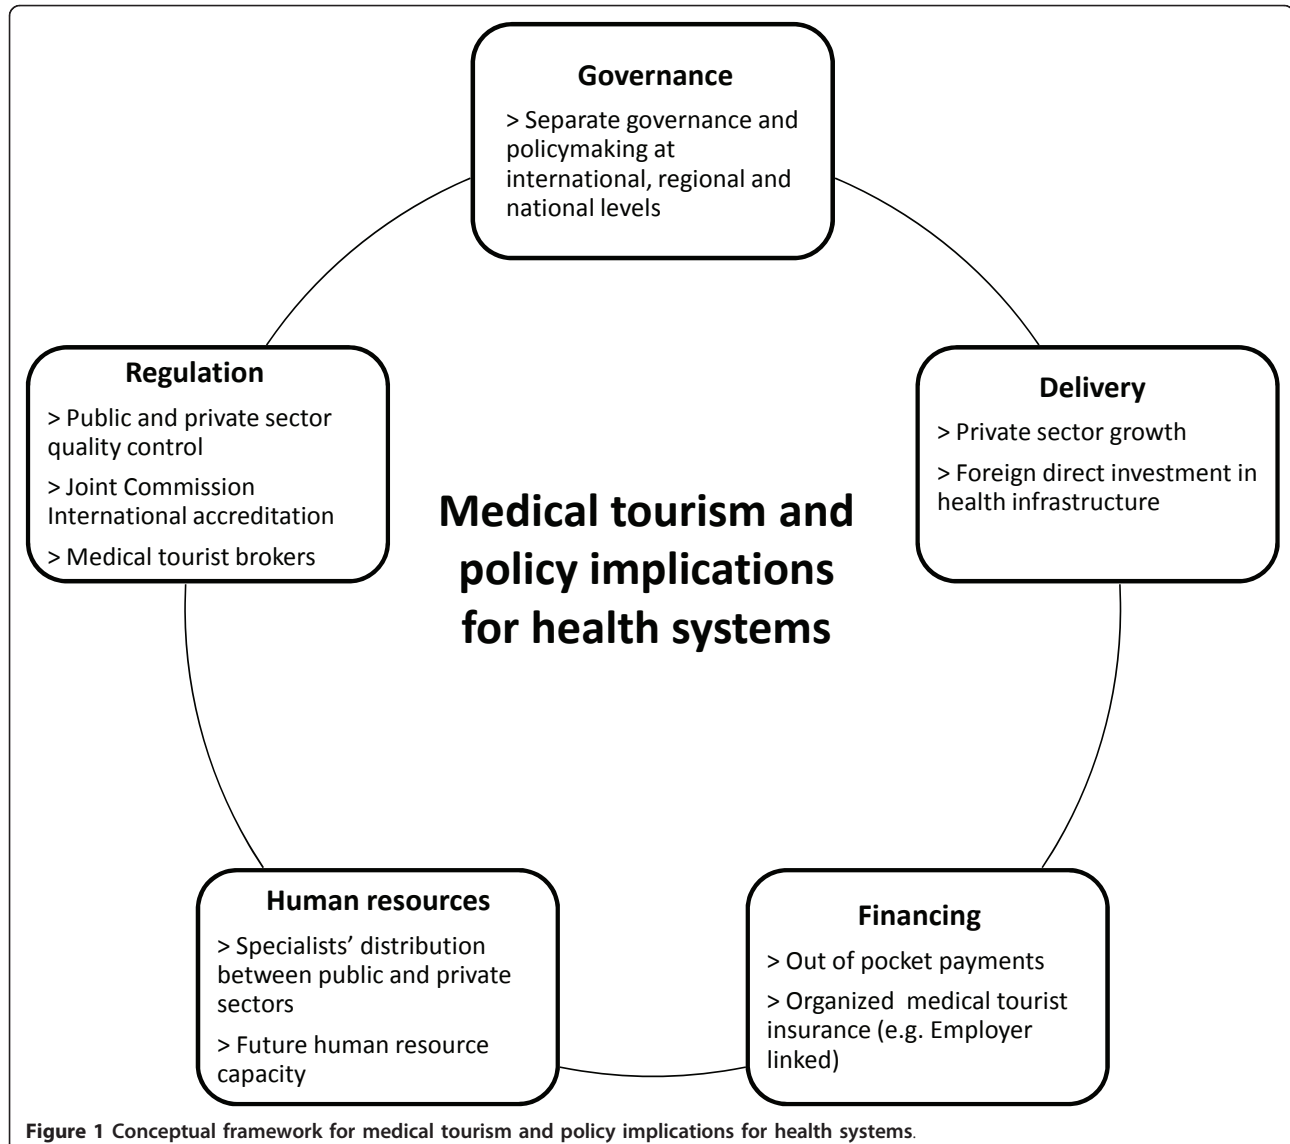 Governance
> Separate governance and
policymaking at
international, regional and
national levels
Regulation
> Public and private sector
quality control
> Joint Commission
International accreditation
> Medical tourist brokers
Delivery
> Private sector growth
> Foreign direct investment in
health infrastructure
Medical tourism and
policy implications
for health systems
Human resources
> Specialists’ distribution
between public and private
sectors
> Future human resource
capacity
Financing
> Out of pocket payments
> Organized medical tourist
insurance (e.g. Employer
linked)
Figure 1 Conceptual framework for medical tourism and policy implications for health systems.